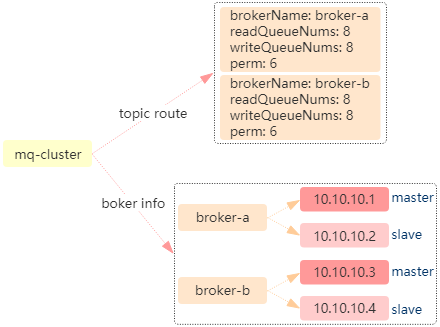 brokerName: broker-a
readQueueNums: 8
writeQueueNums: 8
perm: 6
brokerName: broker-b
readQueueNums: 8
writeQueueNums: 8
perm: 6
topic route
mq-cluster
boker info
broker-a
10.10.10.1 master
10.10.10.2 slave
broker-b
10.10.10.3 master
10.10.10.4 slave